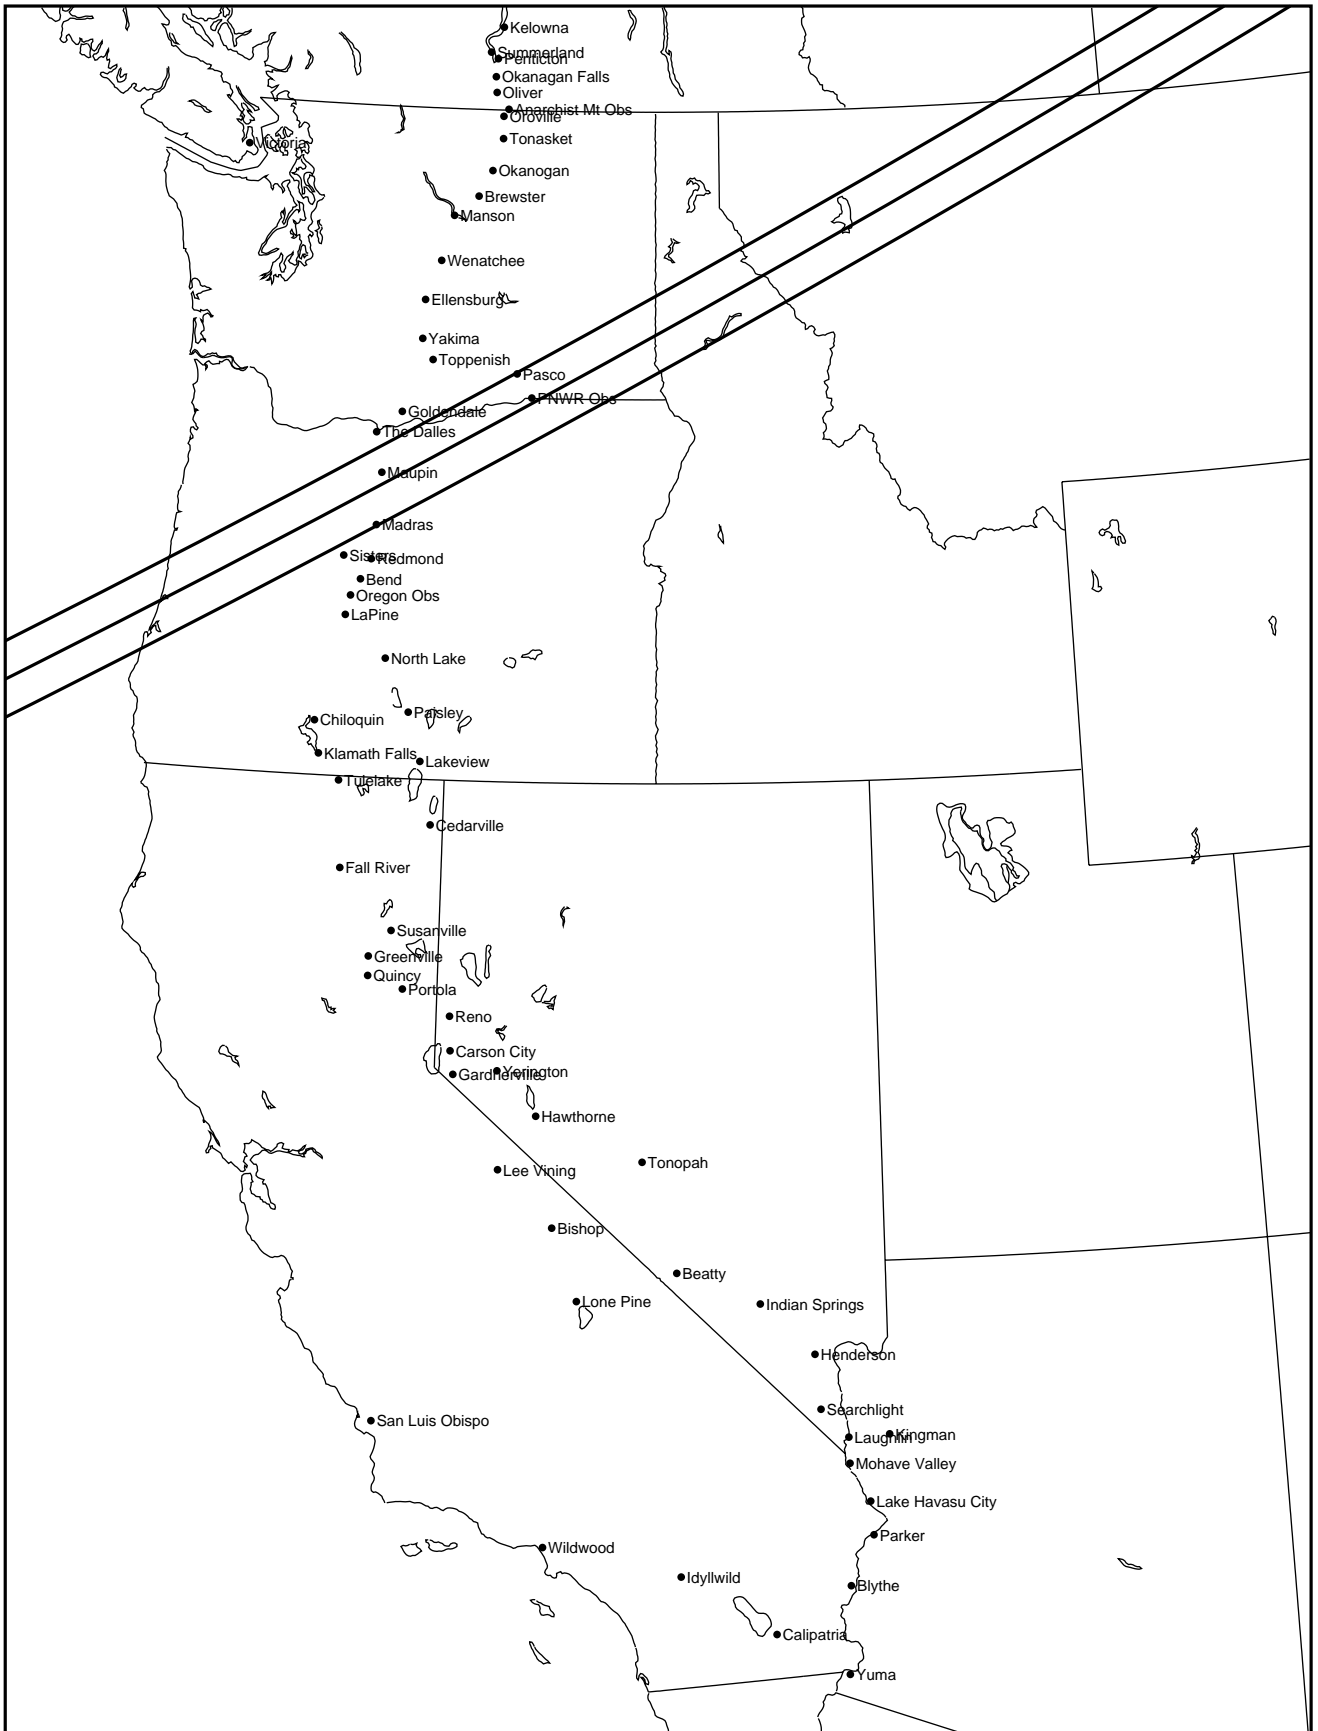 Kelowna
Summerland
Penticton
Okanagan Falls
Oliver
Anarchist Mt Obs
Oroville
Tonasket
Victoria
Okanogan
Brewster
Manson
Wenatchee
Ellensburg
Yakima
Toppenish
Pasco
PNWR Obs
Goldendale
The Dalles
Maupin
Madras
Sisters
Redmond
Bend
Oregon Obs
LaPine
North Lake
Paisley
Chiloquin
Klamath Falls
Lakeview
Tulelake
Cedarville
Fall River
Susanville
Greenville
Quincy
Portola
Reno
Carson City
Yerington
Gardnerville
Hawthorne
Tonopah
Lee Vining
Bishop
Beatty
Lone Pine
Indian Springs
Henderson
Searchlight
San Luis Obispo
Kingman
Laughlin
Mohave Valley
Lake Havasu City
Parker
Wildwood
Idyllwild
Blythe
Calipatria
Yuma